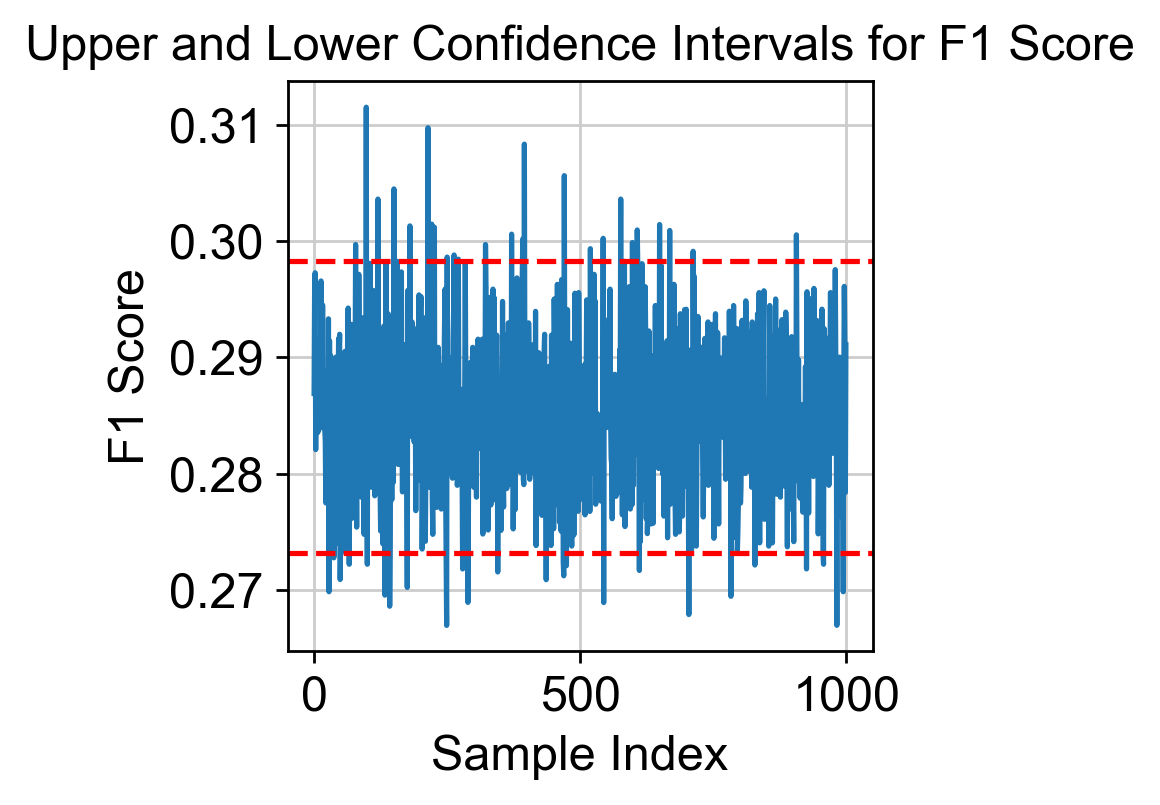 Upper and Lower Confidence Intervals for F1 Score
0.31
0.30
0.29
0.28
0.27
F1 Score
0 500 1000
Sample Index